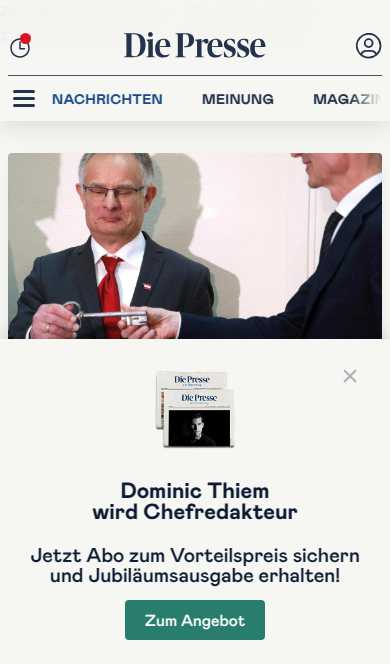 Die Presse
NACHRICHTEN MEINUNG MAGAZIN
Die Presse
Die Presse
Dominic Thiem
wird Chefredakteur
Jetzt Abo zum Vorteilspreis sichern
und Jubiläumsausgabe erhalten!
Zum Angebot